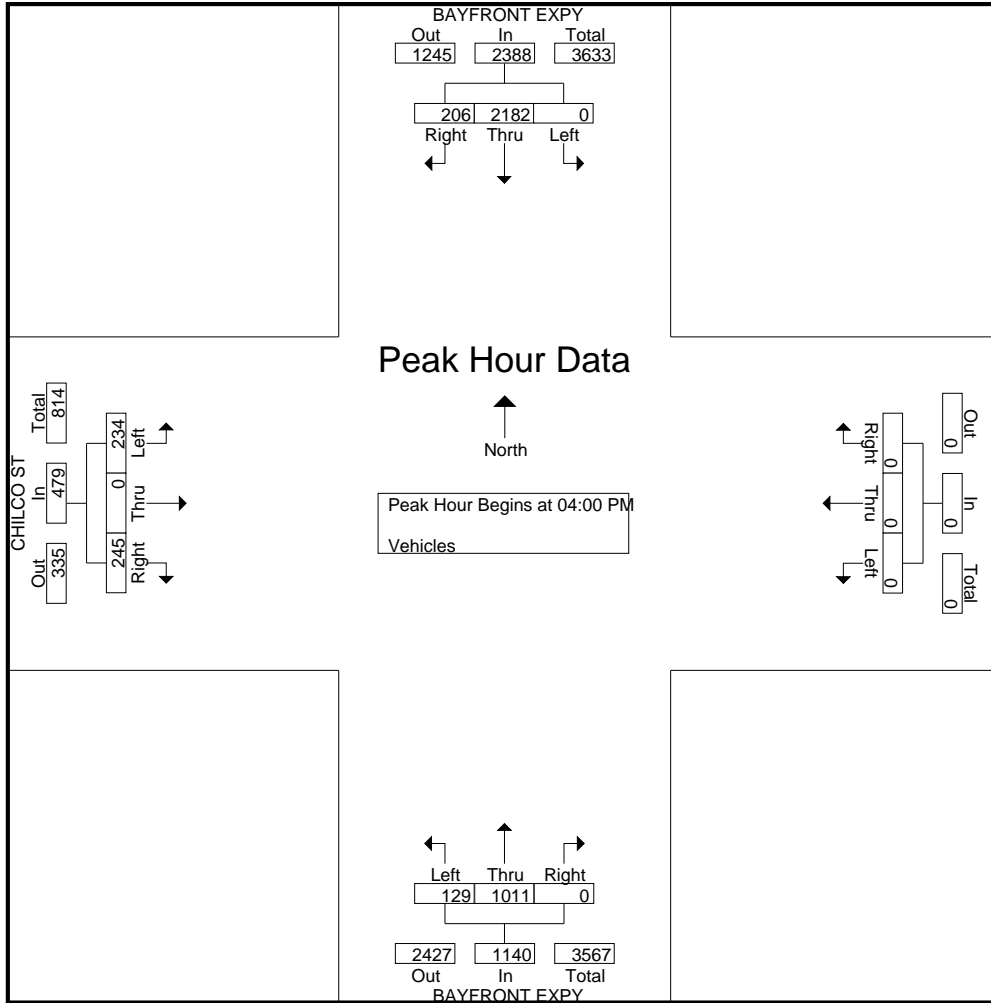 BAYFRONT EXPY
Out In Total
1245 2388 3633
206 2182 0
Right Thru Left
Peak Hour Data
North
Peak Hour Begins at 04:00 PM
Vehicles
CHILCO ST
Total In Out
814 479 335
234 0 245
Left Thru Right
Right Thru Left
0 0 0
Out In Total
0 0 0
Left Thru Right
129 1011 0
2427 1140 3567
Out In Total
BAYFRONT EXPY